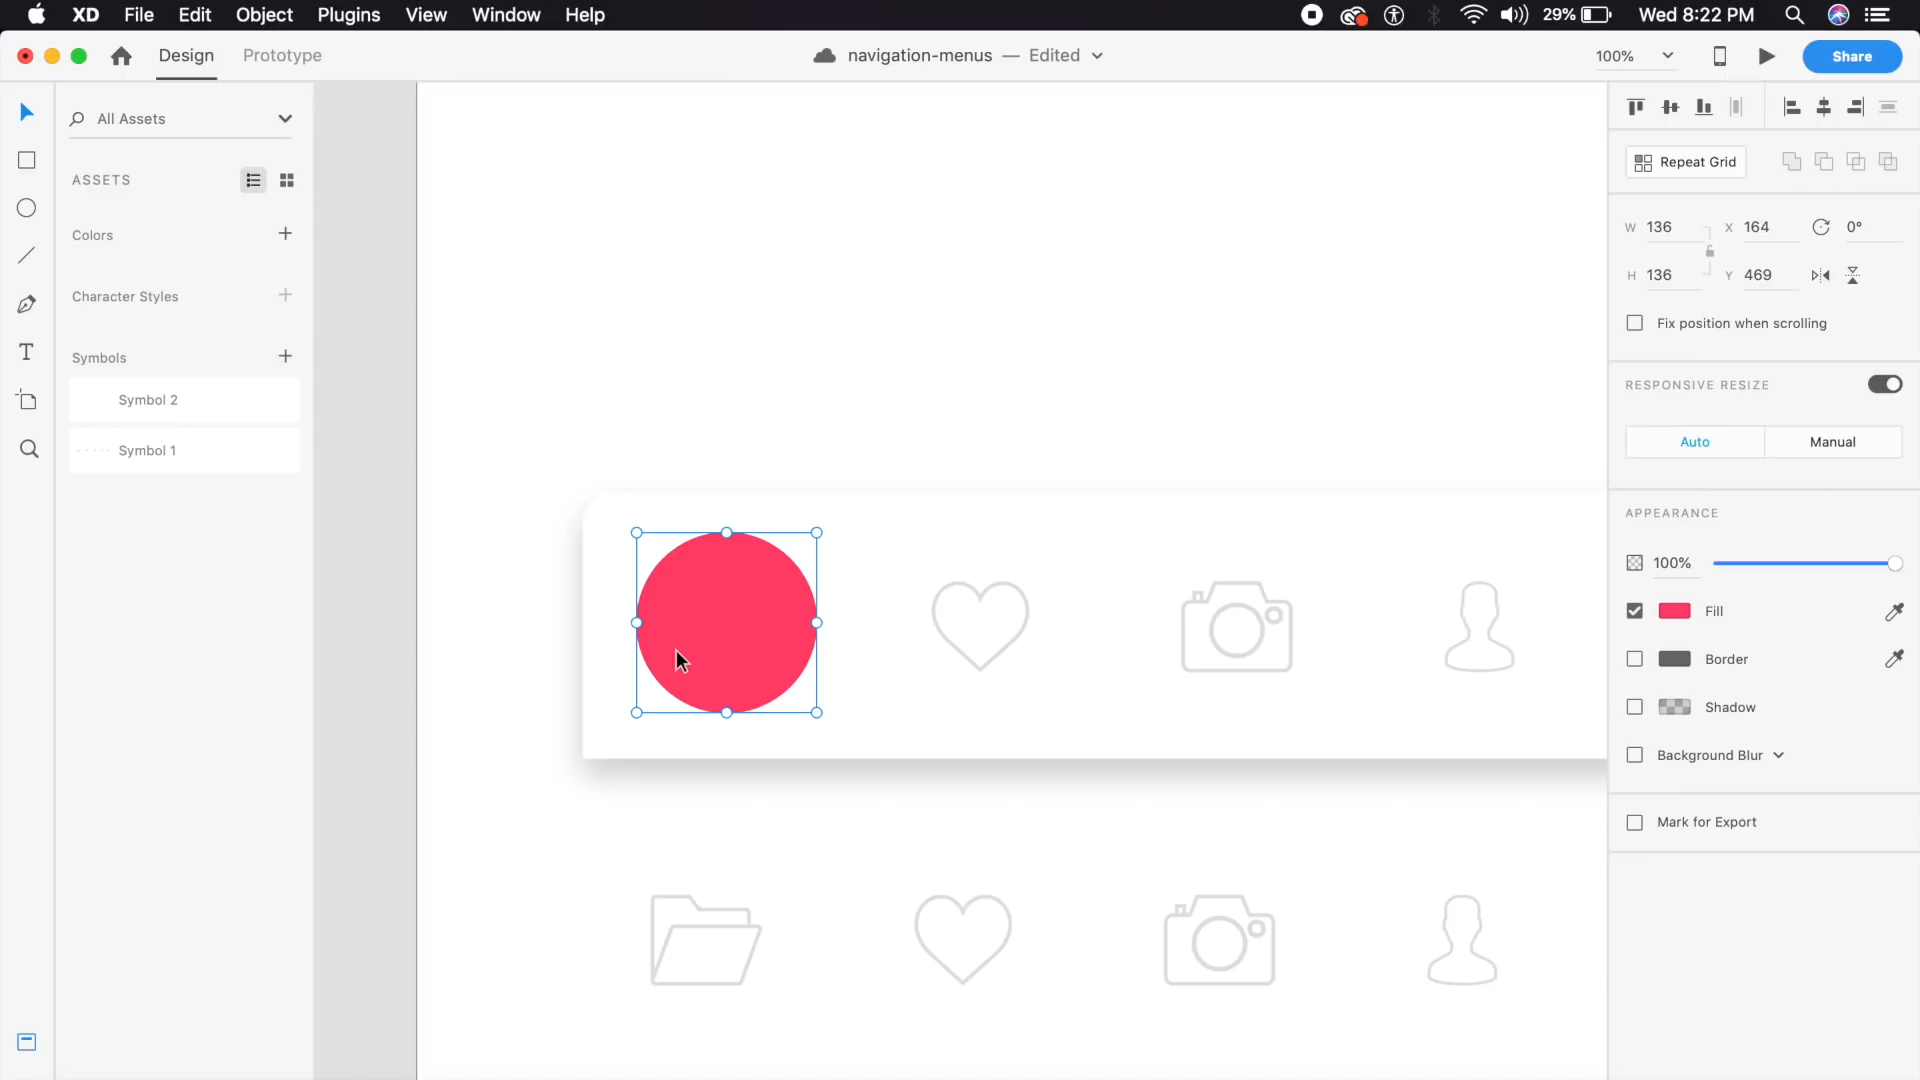 XD File Edit Object Plugins View Window Help 29% Wed 8:22 PM
Design Prototype navigation-menus — Edited 100% Share
All Assets
ASSETS
Colors
Character Styles
Symbols
Symbol 2
Symbol 1
Repeat Grid
W 136 X 164 0°
H 136 Y 469
Fix position when scrolling
RESPONSIVE RESIZE
Auto Manual
APPEARANCE
100%
Fill
Border
Shadow
Background Blur
Mark for Export